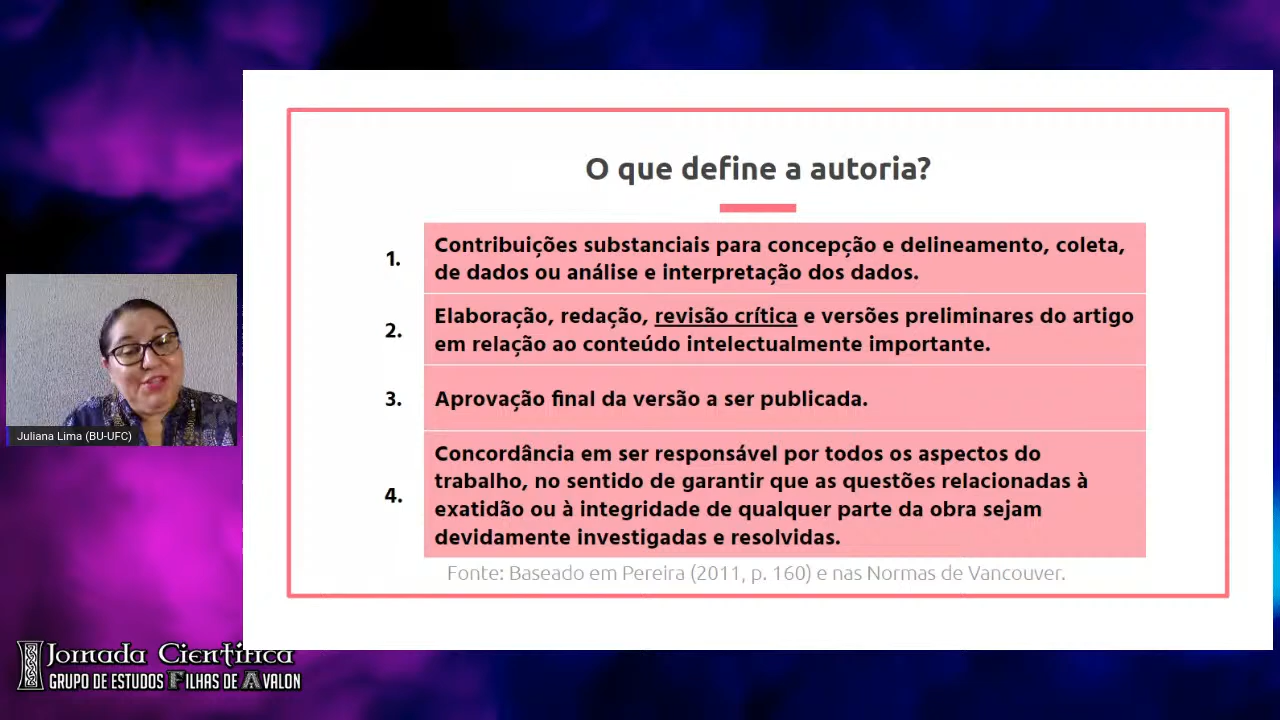 O que define a autoria?
1.
Contribuições substanciais para concepção e delineamento, coleta,
de dados ou análise e interpretação dos dados.
2.
Elaboração, redação, revisão crítica e versões preliminares do artigo
em relação ao conteúdo intelectualmente importante.
3.
Aprovação final da versão a ser publicada.
4.
Concordância em ser responsável por todos os aspectos do
trabalho, no sentido de garantir que as questões relacionadas à
exatidão ou à integridade de qualquer parte da obra sejam
devidamente investigadas e resolvidas.
Fonte: Baseado em Pereira (2011, p. 160) e nas Normas de Vancouver.
Juliana Lima (BU-UFC)
Jornada Científica
GRUPO DE ESTUDOS FILHAS DE AVALON